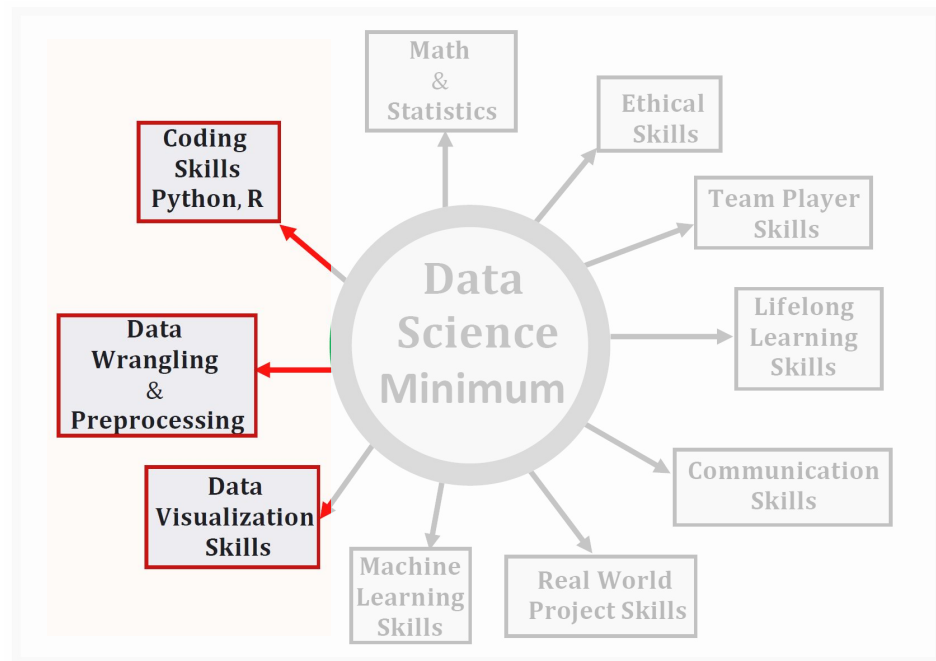 Math
&
Statistics
Ethical
Skills
Coding
Skills
Python, R
Team Player
Skills
Data
Science
Minimum
Lifelong
Learning
Skills
Data
Wrangling
&
Preprocessing
Communication
Skills
Data
Visualization
Skills
Machine
Learning
Skills
Real World
Project Skills